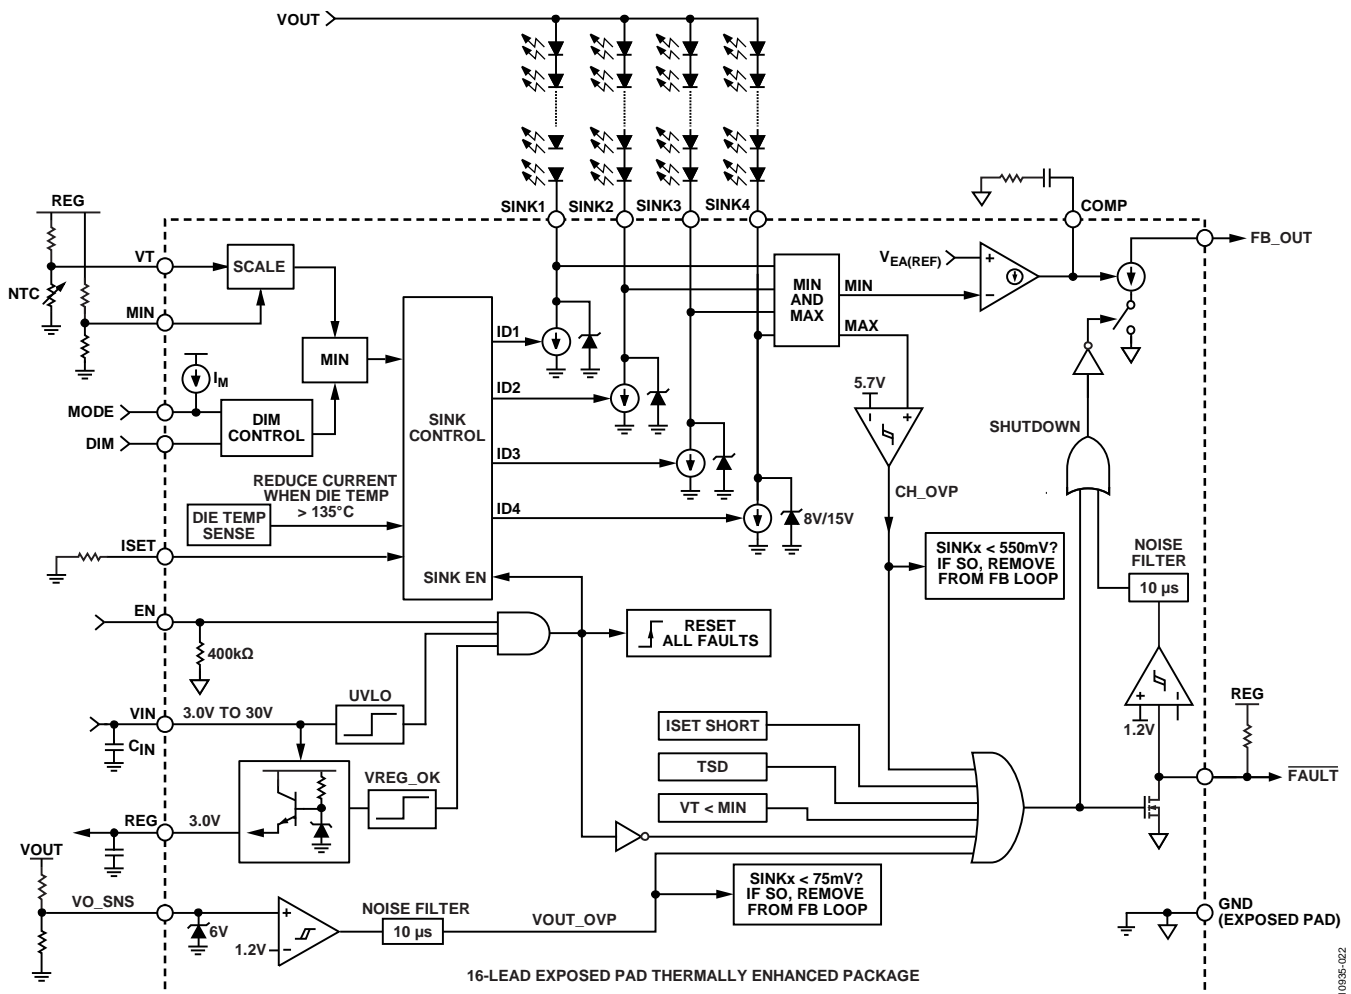 VOUT
SINK1
SINK2
SINK3
SINK4
COMP
REG
VT
NTC
MIN
SCALE
MIN
MODE
I_M
DIM
DIM
CONTROL
SINK
CONTROL
SINK EN
ID1
ID2
ID3
ID4
8V/15V
MIN
AND
MAX
MIN
MAX
V_EA(REF)
+
–
FB_OUT
5.7V
–
+
CH_OVP
SHUTDOWN
REDUCE CURRENT
WHEN DIE TEMP
> 135°C
DIE TEMP
SENSE
ISET
SINKx < 550mV?
IF SO, REMOVE
FROM FB LOOP
NOISE
FILTER
10 µs
EN
400kΩ
RESET
ALL FAULTS
UVLO
VIN
3.0V TO 30V
C_IN
VREG_OK
REG
3.0V
ISET SHORT
TSD
VT < MIN
+
–
1.2V
REG
FAULT
VOUT
VO_SNS
6V
+
1.2V
–
NOISE FILTER
10 µs
VOUT_OVP
SINKx < 75mV?
IF SO, REMOVE
FROM FB LOOP
GND
(EXPOSED PAD)
16-LEAD EXPOSED PAD THERMALLY ENHANCED PACKAGE
10935-022